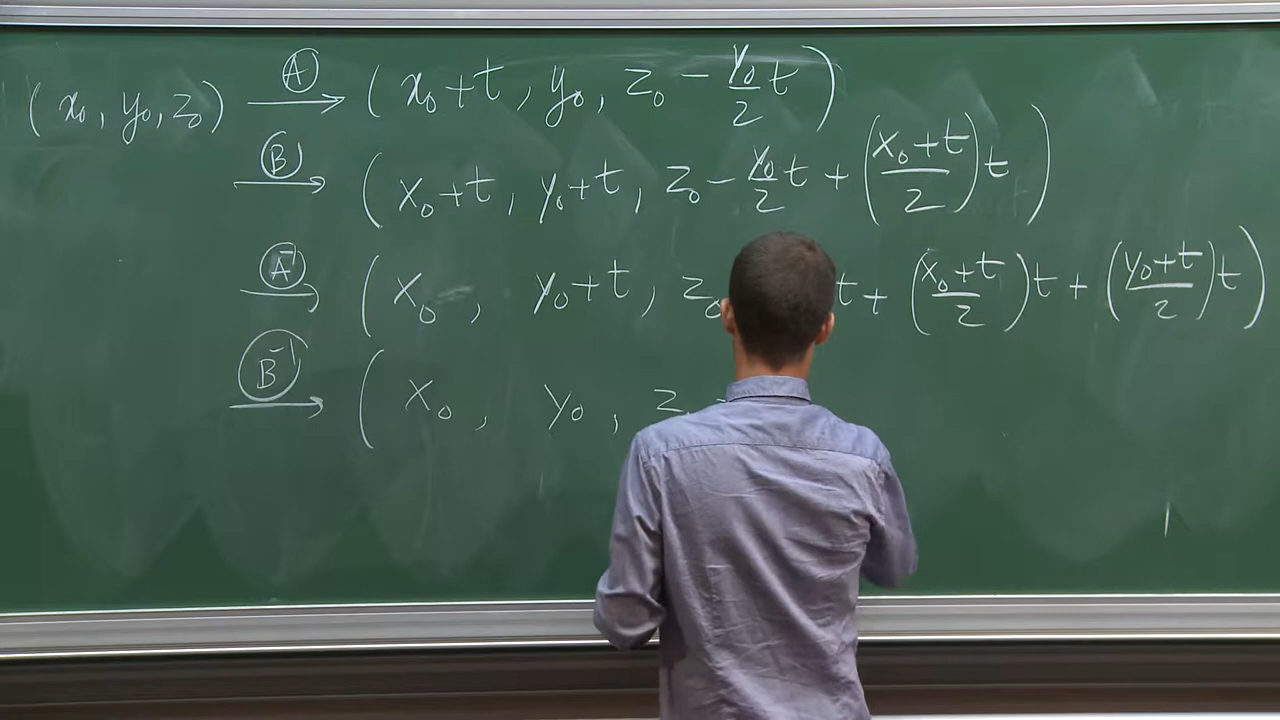 (x₀, y₀, z₀) —Ⓐ→ (x₀+t, y₀, z₀ − y₀/2 t)
—Ⓑ→ (x₀+t, y₀+t, z₀ − y₀/2 t + ((x₀+t)/2) t)
—(A⁻¹)→ (x₀, y₀+t, z₀ t + ((x₀+t)/2) t + ((y₀+t)/2) t)
—(B⁻¹)→ (x₀, y₀, z₀